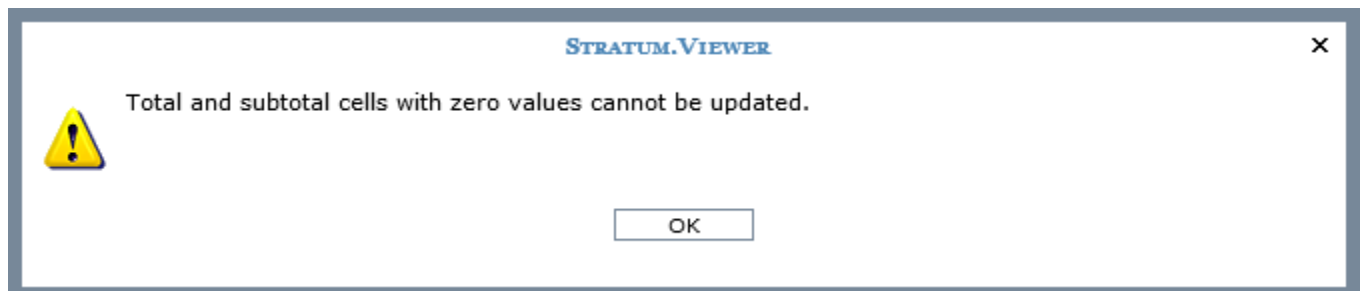 Stratum.Viewer
Total and subtotal cells with zero values cannot be updated.
OK